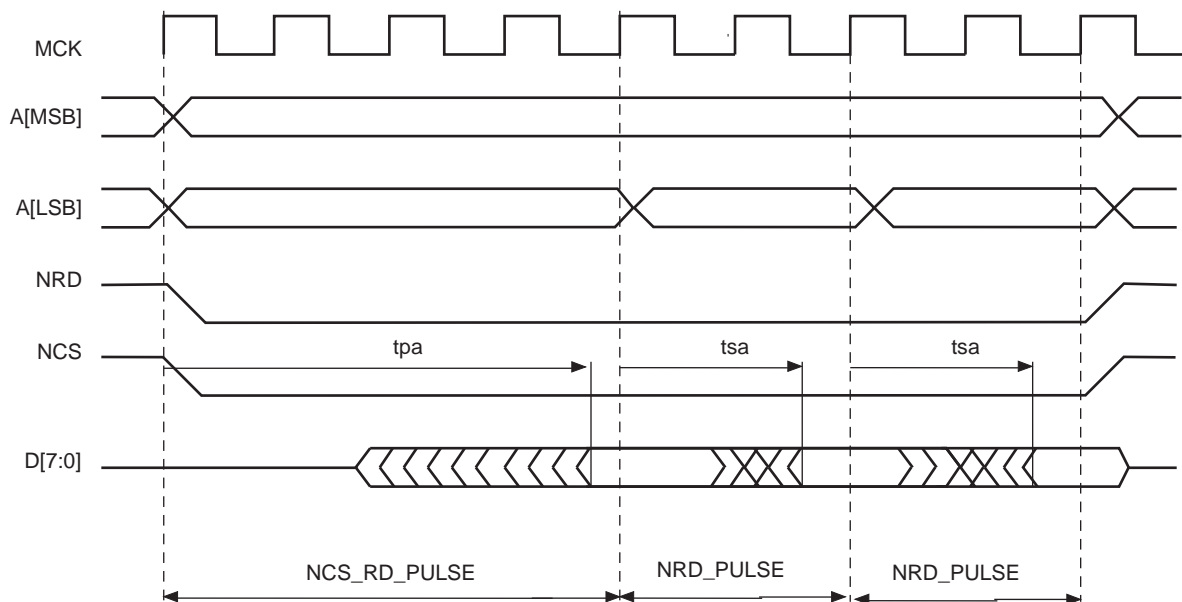 MCK
A[MSB]
A[LSB]
NRD
NCS
tpa
tsa
tsa
D[7:0]
NCS_RD_PULSE
NRD_PULSE
NRD_PULSE